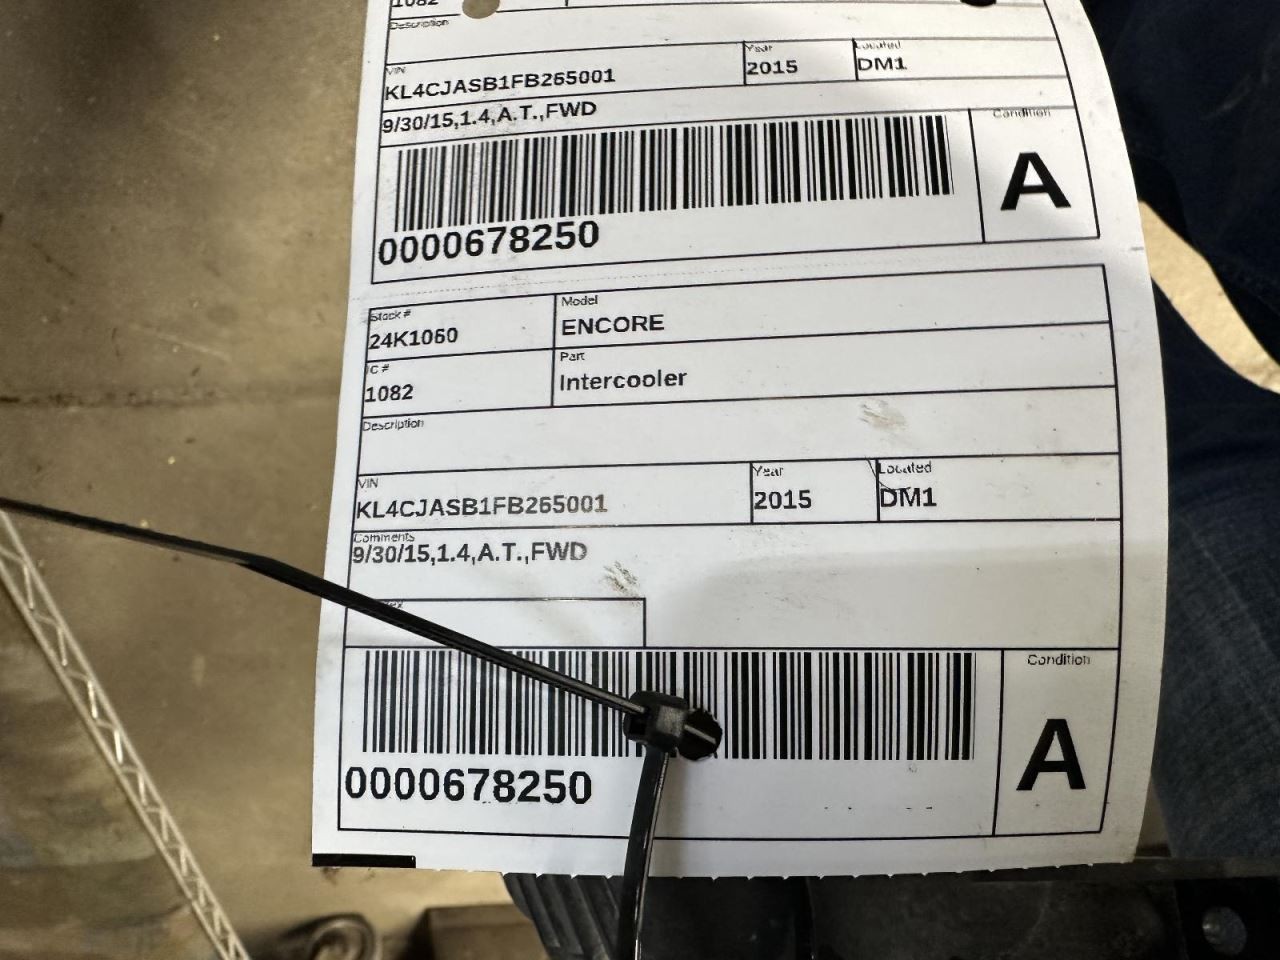 1082
Description
VIN
Year
Located
KL4CJASB1FB265001
2015
DM1
9/30/15,1.4,A.T.,FWD
Condition
A
0000678250
Stock #
Model
24K1060
ENCORE
IC #
Part
1082
Intercooler
Description
VIN
Year
Located
KL4CJASB1FB265001
2015
DM1
Comments
9/30/15,1.4,A.T.,FWD
Condition
A
0000678250